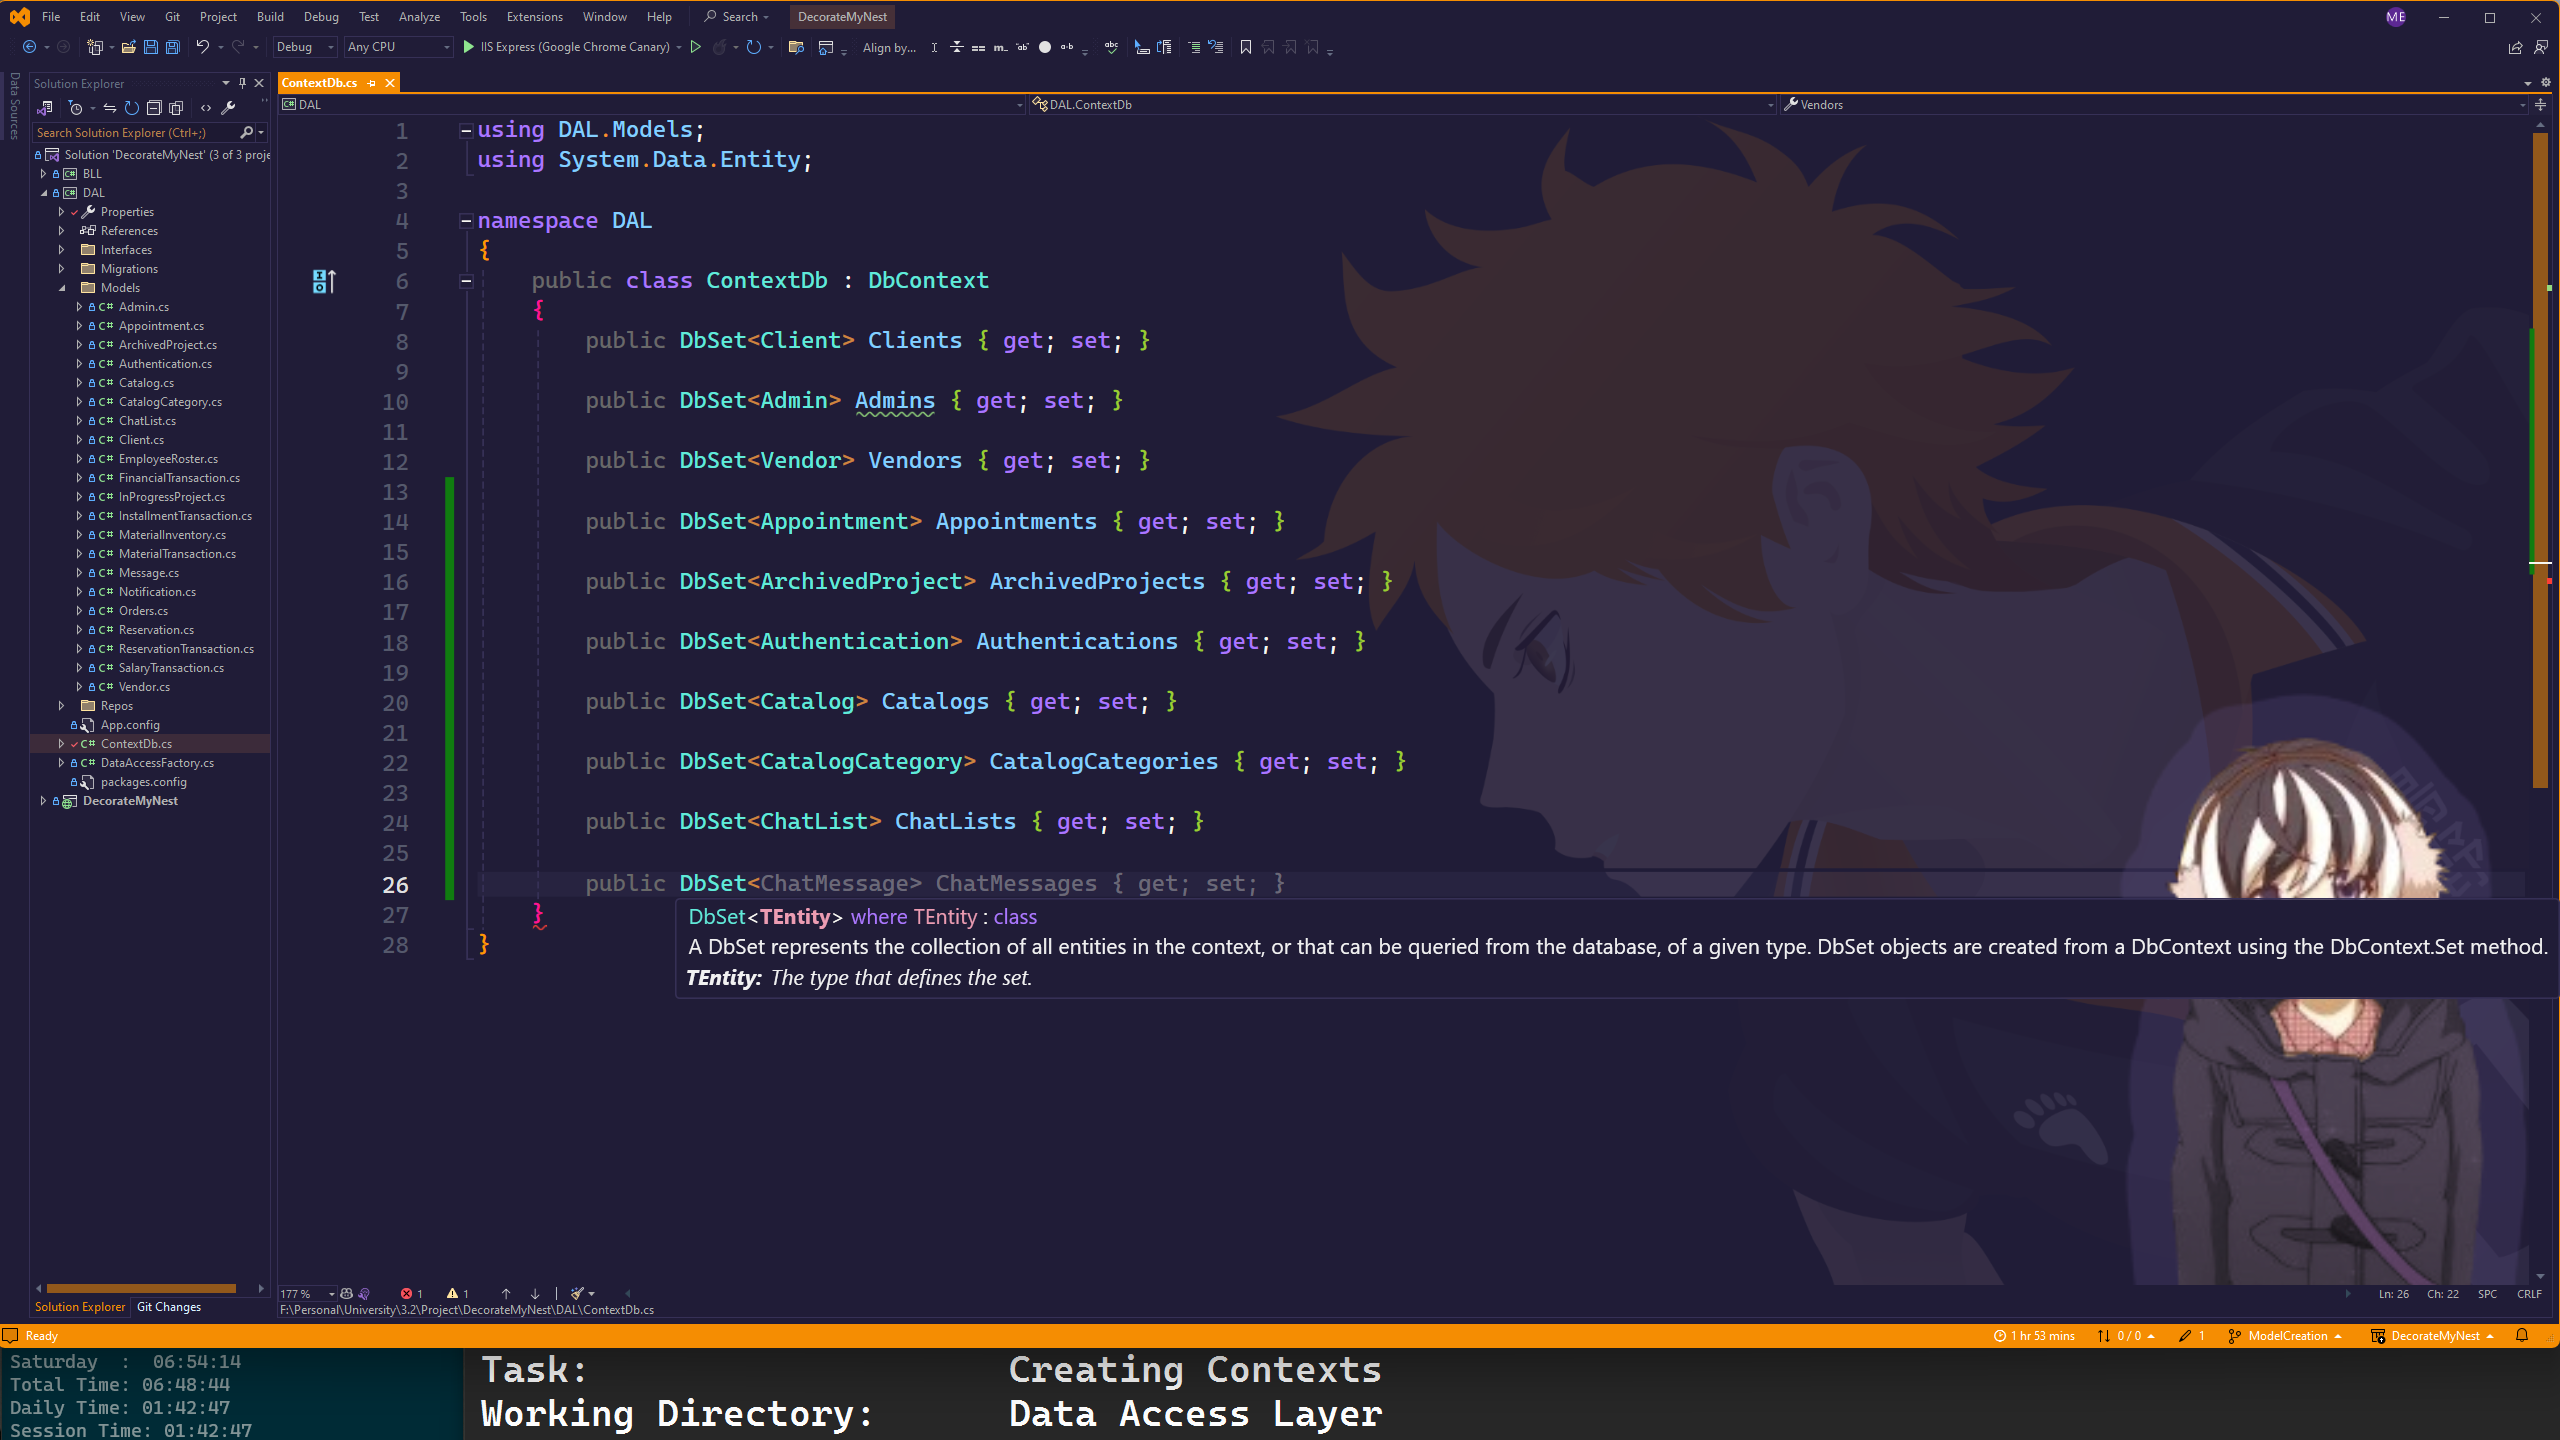 File Edit View Git Project Build Debug Test Analyze Tools Extensions Window Help Search DecorateMyNest ME
Debug Any CPU IIS Express (Google Chrome Canary) Align by...
Data Sources
Solution Explorer
Search Solution Explorer (Ctrl+;)
Solution 'DecorateMyNest' (3 of 3 proje
BLL
DAL
Properties
References
Interfaces
Migrations
Models
Admin.cs
Appointment.cs
ArchivedProject.cs
Authentication.cs
Catalog.cs
CatalogCategory.cs
ChatList.cs
Client.cs
EmployeeRoster.cs
FinancialTransaction.cs
InProgressProject.cs
InstallmentTransaction.cs
MaterialInventory.cs
MaterialTransaction.cs
Message.cs
Notification.cs
Orders.cs
Reservation.cs
ReservationTransaction.cs
SalaryTransaction.cs
Vendor.cs
Repos
App.config
ContextDb.cs
DataAccessFactory.cs
packages.config
DecorateMyNest
Solution Explorer Git Changes
ContextDb.cs
DAL DAL.ContextDb Vendors
1 using DAL.Models;
2 using System.Data.Entity;
3
4 namespace DAL
5 {
6 public class ContextDb : DbContext
7 {
8 public DbSet<Client> Clients { get; set; }
9
10 public DbSet<Admin> Admins { get; set; }
11
12 public DbSet<Vendor> Vendors { get; set; }
13
14 public DbSet<Appointment> Appointments { get; set; }
15
16 public DbSet<ArchivedProject> ArchivedProjects { get; set; }
17
18 public DbSet<Authentication> Authentications { get; set; }
19
20 public DbSet<Catalog> Catalogs { get; set; }
21
22 public DbSet<CatalogCategory> CatalogCategories { get; set; }
23
24 public DbSet<ChatList> ChatLists { get; set; }
25
26 public DbSet<ChatMessage> ChatMessages { get; set; }
27 }
28 }
DbSet<TEntity> where TEntity : class
A DbSet represents the collection of all entities in the context, or that can be queried from the database, of a given type. DbSet objects are created from a DbContext using the DbContext.Set method.
TEntity: The type that defines the set.
177 % 1 1 Ln: 26 Ch: 22 SPC CRLF
F:\Personal\University\3.2\Project\DecorateMyNest\DAL\ContextDb.cs
Ready 1 hr 53 mins 0 / 0 1 ModelCreation DecorateMyNest
Saturday : 06:54:14
Total Time: 06:48:44
Daily Time: 01:42:47
Session Time: 01:42:47
Task: Creating Contexts
Working Directory: Data Access Layer